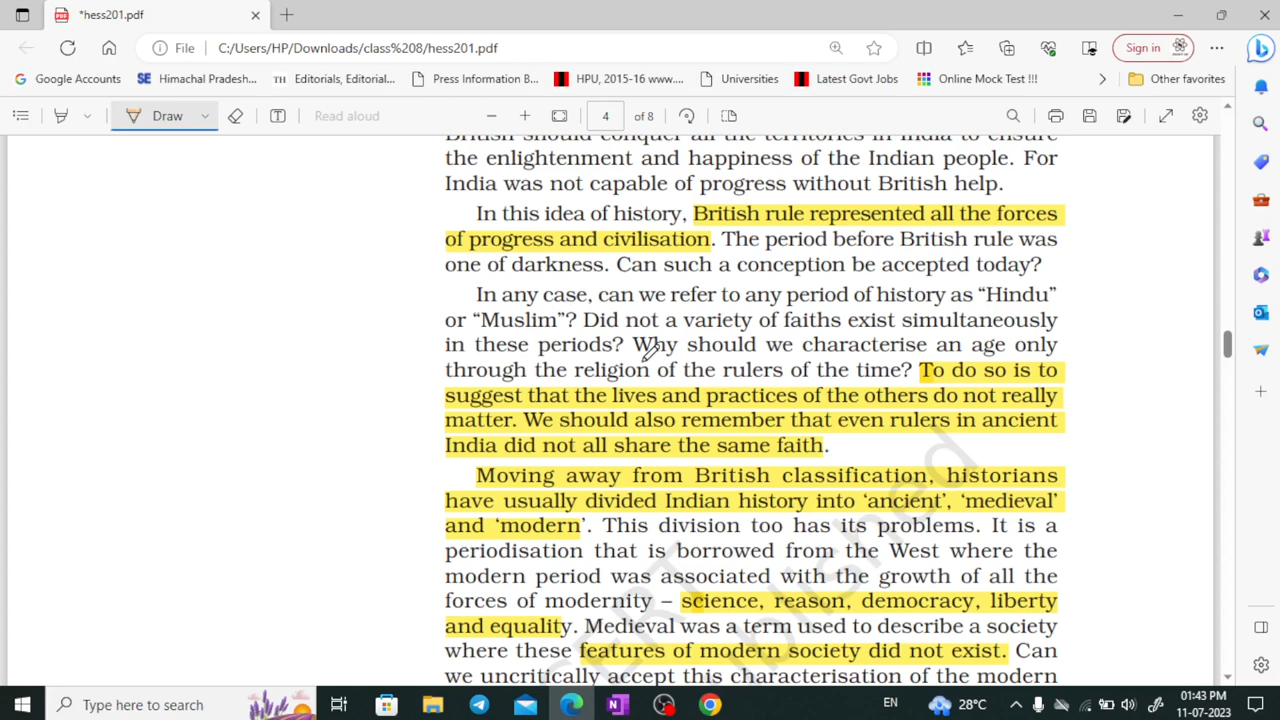 *hess201.pdf
File
C:/Users/HP/Downloads/class%208/hess201.pdf
Sign in
Google Accounts
SE Himachal Pradesh...
TH Editorials, Editorial...
Press Information B...
HPU, 2015-16 www....
Universities
Latest Govt Jobs
Online Mock Test !!!
Other favorites
Draw
Read aloud
4 of 8
British should conquer all the territories in India to ensure
the enlightenment and happiness of the Indian people. For
India was not capable of progress without British help.
In this idea of history, British rule represented all the forces
of progress and civilisation. The period before British rule was
one of darkness. Can such a conception be accepted today?
In any case, can we refer to any period of history as “Hindu”
or “Muslim”? Did not a variety of faiths exist simultaneously
in these periods? Why should we characterise an age only
through the religion of the rulers of the time? To do so is to
suggest that the lives and practices of the others do not really
matter. We should also remember that even rulers in ancient
India did not all share the same faith.
Moving away from British classification, historians
have usually divided Indian history into ‘ancient’, ‘medieval’
and ‘modern’. This division too has its problems. It is a
periodisation that is borrowed from the West where the
modern period was associated with the growth of all the
forces of modernity – science, reason, democracy, liberty
and equality. Medieval was a term used to describe a society
where these features of modern society did not exist. Can
we uncritically accept this characterisation of the modern
Type here to search
EN
28°C
01:43 PM
11-07-2023